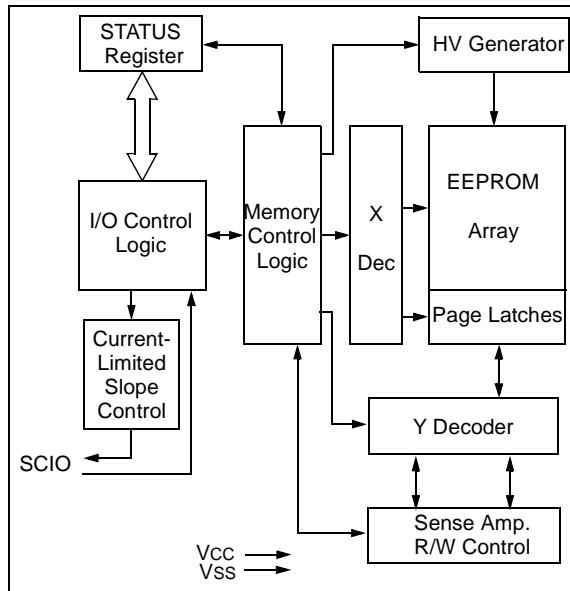 STATUS
Register
HV Generator
I/O Control
Logic
Memory
Control
Logic
X
Dec
EEPROM
Array
Page Latches
Current-
Limited
Slope
Control
SCIO
Y Decoder
Sense Amp.
R/W Control
VCC
VSS